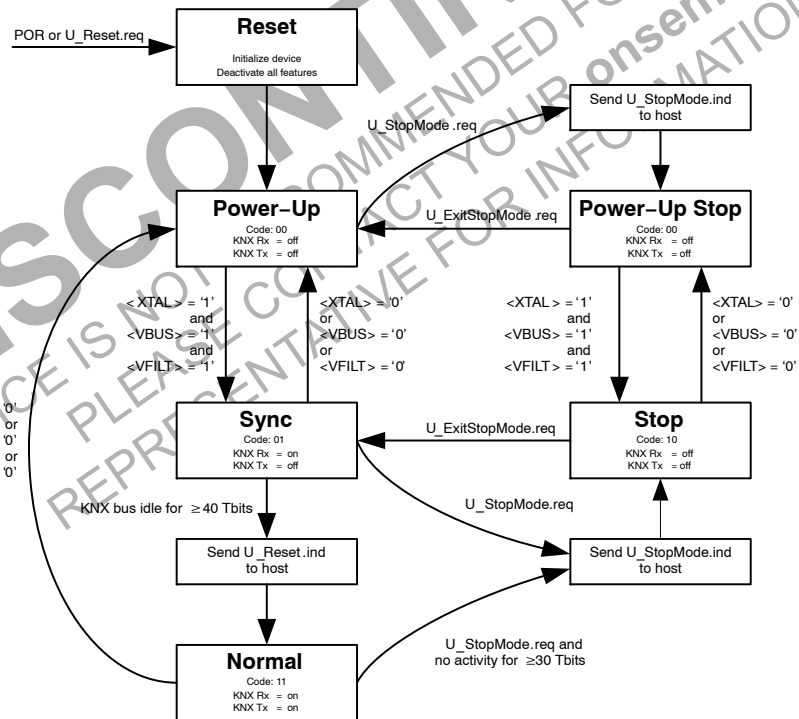 POR or U_Reset.req
Reset
Initialize device
Deactivate all features
U_StopMode .req
Send U_StopMode.ind
to host
Power–Up
Code: 00
KNX Rx = off
KNX Tx = off
U_ExitStopMode .req
Power–Up Stop
Code: 00
KNX Rx = off
KNX Tx = off
<XTAL> = ‘1’
and
<VBUS> = ‘1’
and
<VFILT> = ‘1’
<XTAL> = ‘0’
or
<VBUS> = ‘0’
or
<VFILT> = ‘0’
<XTAL> = ‘1’
and
<VBUS> = ‘1’
and
<VFILT> = ‘1’
<XTAL> = ‘0’
or
<VBUS> = ‘0’
or
<VFILT> = ‘0’
‘0’
or
‘0’
or
‘0’
Sync
Code: 01
KNX Rx = on
KNX Tx = off
U_ExitStopMode.req
Stop
Code: 10
KNX Rx = off
KNX Tx = off
KNX bus idle for ≥ 40 Tbits
U_StopMode.req
Send U_Reset .ind
to host
Send U_StopMode.ind
to host
Normal
Code: 11
KNX Rx = on
KNX Tx = on
U_StopMode.req and
no activity for ≥30 Tbits